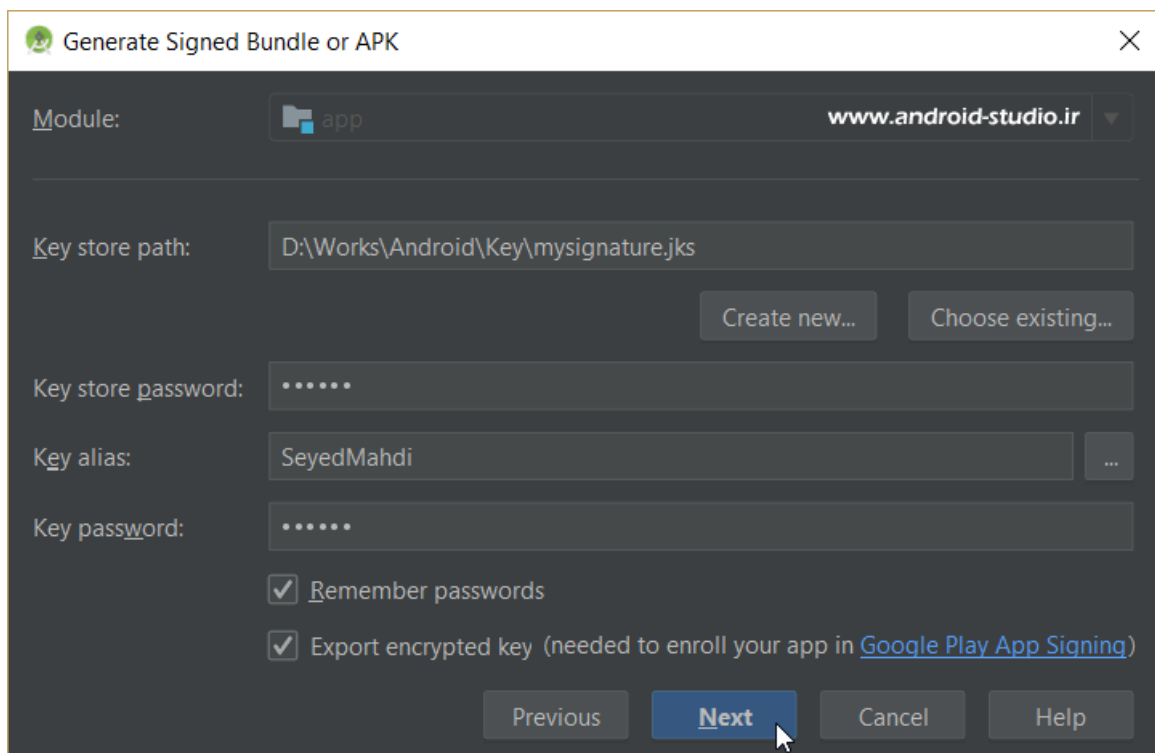 Generate Signed Bundle or APK
Module: app www.android-studio.ir
Key store path: D:\Works\Android\Key\mysignature.jks
Create new... Choose existing...
Key store password: ••••••
Key alias: SeyedMahdi ...
Key password: ••••••
Remember passwords
Export encrypted key (needed to enroll your app in Google Play App Signing)
Previous Next Cancel Help